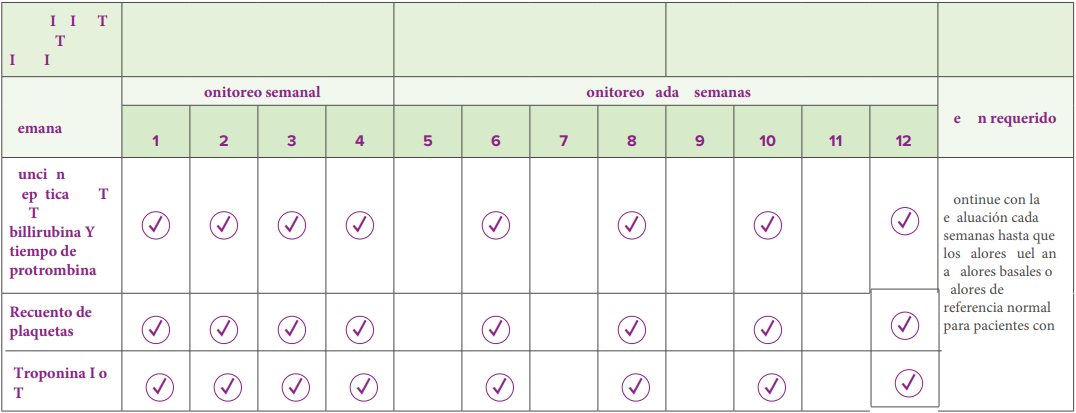 I I T
T
I I
onitoreo semanal
onitoreo ada semanas
emana
1 2 3 4 5 6 7 8 9 10 11 12
e n requerido
unci n
ep tica T
T
billirubina Y
tiempo de
protrombina
ontinue con la
e aluación cada
semanas hasta que
los alores uel an
a alores basales o
alores de
referencia normal
para pacientes con
Recuento de
plaquetas
Troponina I o
T